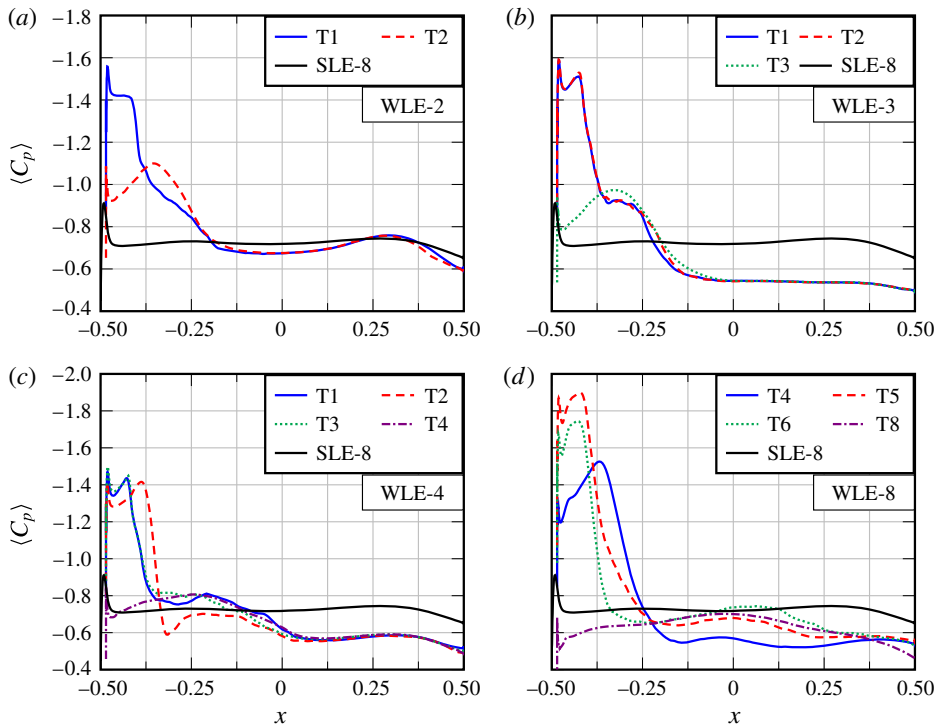 (a)
−1.8
−1.6
−1.4
−1.2
−1.0
−0.8
−0.6
−0.4
⟨Cp⟩
T1 T2
SLE-8
WLE-2
−0.50 −0.25 0 0.25 0.50
(b)
T1 T2
T3 SLE-8
WLE-3
−0.50 −0.25 0 0.25 0.50
(c)
−2.0
−1.8
−1.6
−1.4
−1.2
−1.0
−0.8
−0.6
−0.4
⟨Cp⟩
T1 T2
T3 T4
SLE-8
WLE-4
−0.50 −0.25 0 0.25 0.50
x
(d)
T4 T5
T6 T8
SLE-8
WLE-8
−0.50 −0.25 0 0.25 0.50
x